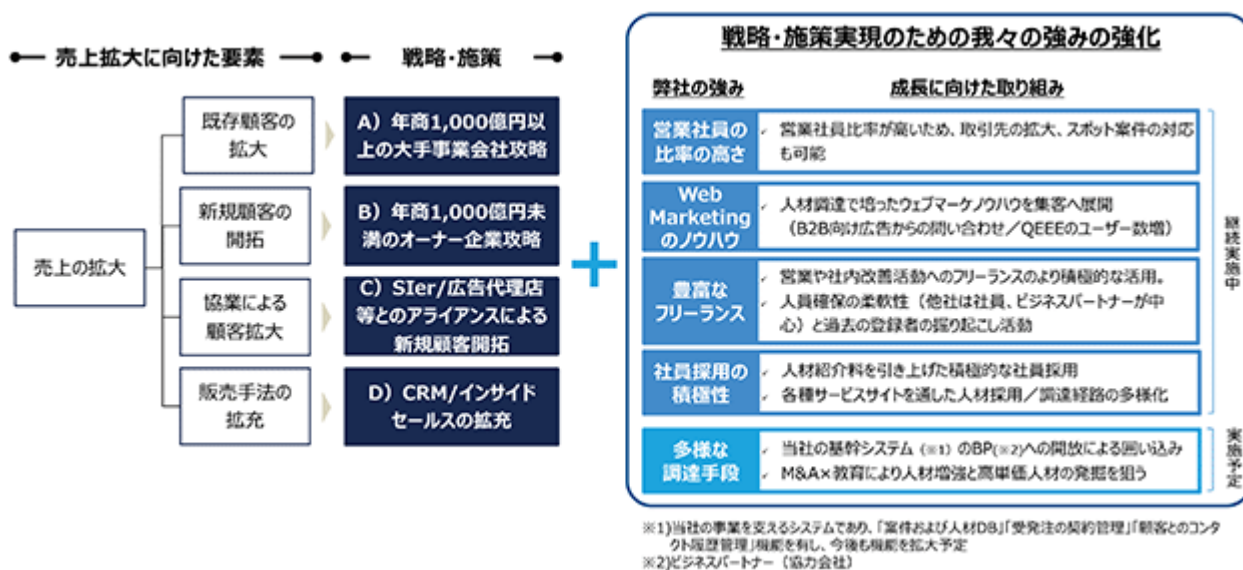 売上拡大に向けた要素
戦略・施策
売上の拡大
既存顧客の
拡大
A）年商1,000億円以
上の大手事業会社攻略
新規顧客の
開拓
B）年商1,000億円未
満のオーナー企業攻略
協業による
顧客拡大
C）SIer/広告代理店
等とのアライアンスによる
新規顧客開拓
販売手法の
拡充
D）CRM/インサイド
セールスの拡充
戦略・施策実現のための我々の強みの強化
弊社の強み
成長に向けた取り組み
営業社員の
比率の高さ
✓ 営業社員比率が高いため、取引先の拡大、スポット案件の対応
も可能
Web
Marketing
のノウハウ
✓ 人材調達で培ったウェブマーケノウハウを集客へ展開
（B2B向け広告からの問い合わせ／QEEEのユーザー数増）
豊富な
フリーランス
✓ 営業や社内改善活動へのフリーランスのより積極的な活用。
✓ 人員確保の柔軟性（他社は社員、ビジネスパートナーが中
心）と過去の登録者の掘り起こし活動
社員採用の
積極性
✓ 人材紹介料を引き上げた積極的な社員採用
✓ 各種サービスサイトを通した人材採用／調達経路の多様化
継続実施中
多様な
調達手段
✓ 当社の基幹システム（※1）のBP(※2)への開放による囲い込み
✓ M&A×教育により人材増強と高単価人材の発掘を狙う
実施予定
※1)当社の事業を支えるシステムであり、「案件および人材DB」「受発注の契約管理」「顧客とのコンタ
クト履歴管理」機能を有し、今後も機能を拡大予定
※2)ビジネスパートナー（協力会社）